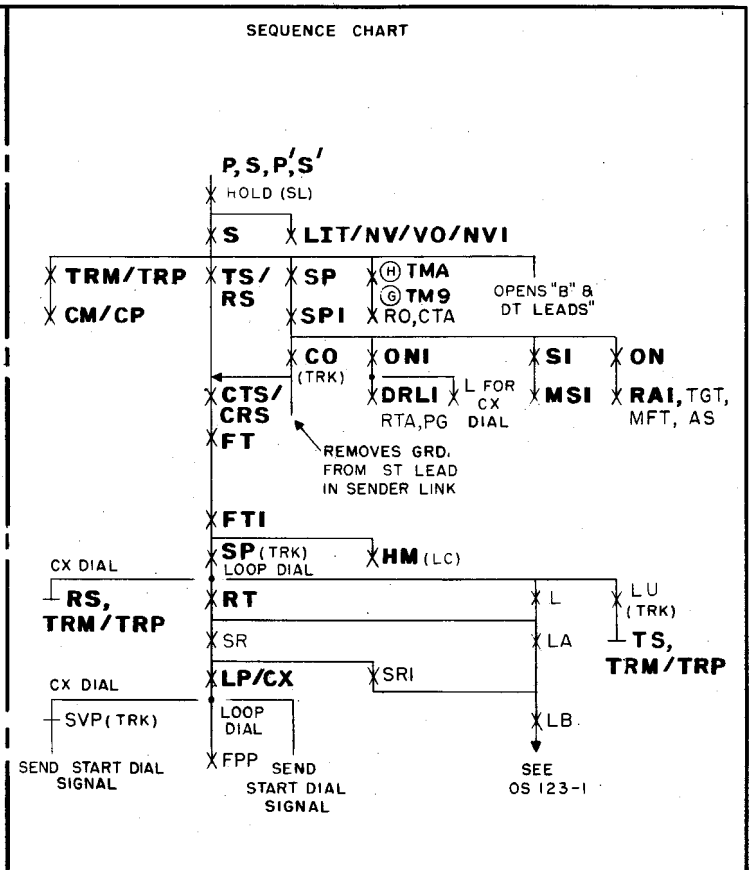 SEQUENCE CHART
P, S, P,' S'
HOLD (SL)
S
LIT/NV/VO/NVI
TRM/TRP
TS/
RS
SP
H TMA
G TM9
RO, CTA
OPENS "B" &
DT LEADS"
CM/CP
SPI
CO
(TRK)
ONI
SI
ON
CTS/
CRS
DRLI
RTA, PG
L FOR
CX
DIAL
MSI
RAI, TGT,
MFT, AS
FT
REMOVES GRD.
FROM ST LEAD
IN SENDER LINK
FTI
SP (TRK)
LOOP DIAL
HM (LC)
CX DIAL
RS,
TRM/TRP
RT
L
LU
(TRK)
SR
LA
TS,
TRM/TRP
LP/CX
SRI
CX DIAL
SVP (TRK)
LOOP
DIAL
LB
SEND START DIAL
SIGNAL
FPP
SEND
START DIAL
SIGNAL
SEE
OS 123-1